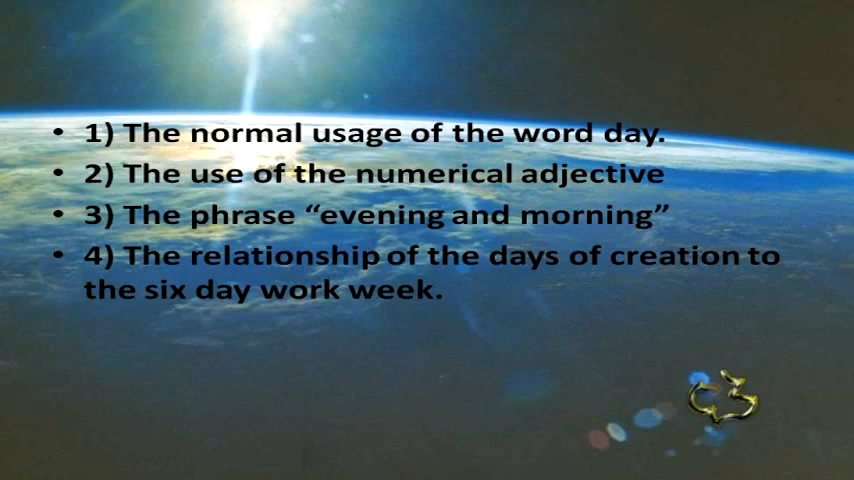 • 1) The normal usage of the word day.
• 2) The use of the numerical adjective
• 3) The phrase “evening and morning”
• 4) The relationship of the days of creation to
the six day work week.